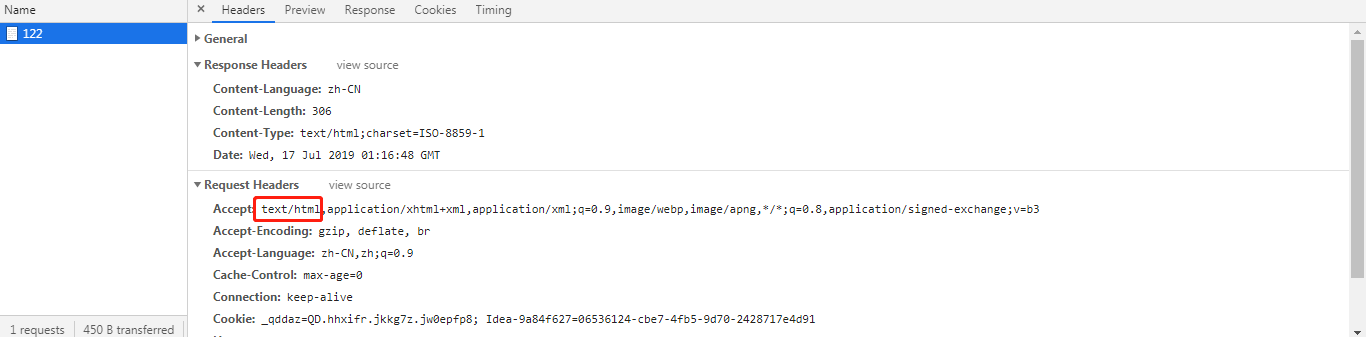 Name
122
1 requests 450 B transferred
× Headers Preview Response Cookies Timing
General
Response Headers view source
Content-Language: zh-CN
Content-Length: 306
Content-Type: text/html;charset=ISO-8859-1
Date: Wed, 17 Jul 2019 01:16:48 GMT
Request Headers view source
Accept: text/html,application/xhtml+xml,application/xml;q=0.9,image/webp,image/apng,*/*;q=0.8,application/signed-exchange;v=b3
Accept-Encoding: gzip, deflate, br
Accept-Language: zh-CN,zh;q=0.9
Cache-Control: max-age=0
Connection: keep-alive
Cookie: _qddaz=QD.hhxifr.jkkg7z.jw0epfp8; Idea-9a84f627=06536124-cbe7-4fb5-9d70-2428717e4d91